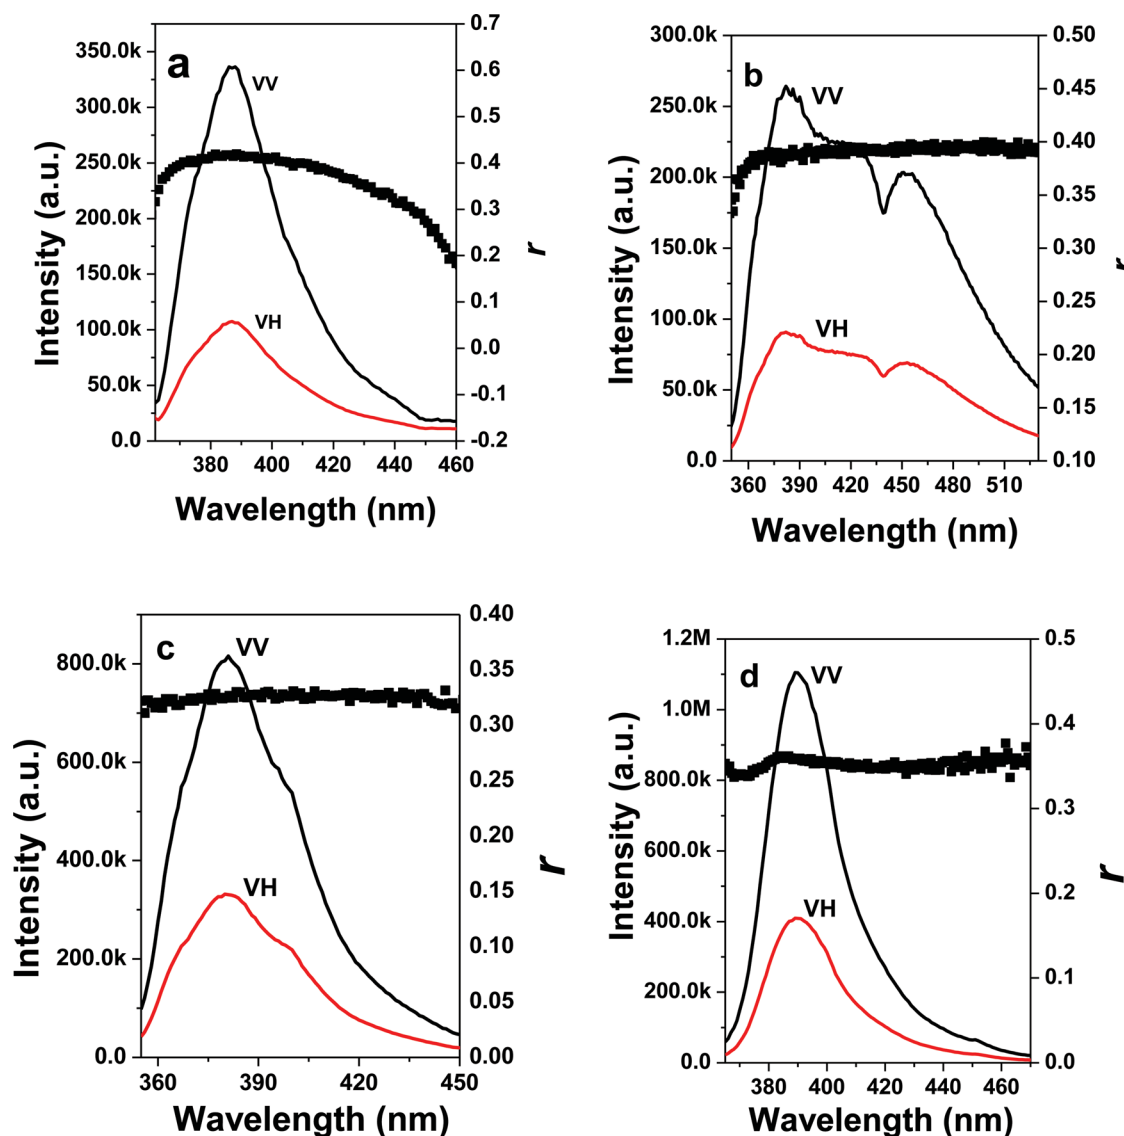 a
VV
VH
350.0k
300.0k
250.0k
200.0k
150.0k
100.0k
50.0k
0.0
0.7
0.6
0.5
0.4
0.3
0.2
0.1
0.0
-0.1
-0.2
380
400
420
440
460
Intensity (a.u.)
r
Wavelength (nm)
b
VV
VH
300.0k
250.0k
200.0k
150.0k
100.0k
50.0k
0.0
0.50
0.45
0.40
0.35
0.30
0.25
0.20
0.15
0.10
360
390
420
450
480
510
Intensity (a.u.)
r
Wavelength (nm)
c
VV
VH
800.0k
600.0k
400.0k
200.0k
0.0
0.40
0.35
0.30
0.25
0.20
0.15
0.10
0.05
0.00
360
390
420
450
Intensity (a.u.)
r
Wavelength (nm)
d
VV
VH
1.2M
1.0M
800.0k
600.0k
400.0k
200.0k
0.0
0.5
0.4
0.3
0.2
0.1
0.0
380
400
420
440
460
Intensity (a.u.)
r
Wavelength (nm)